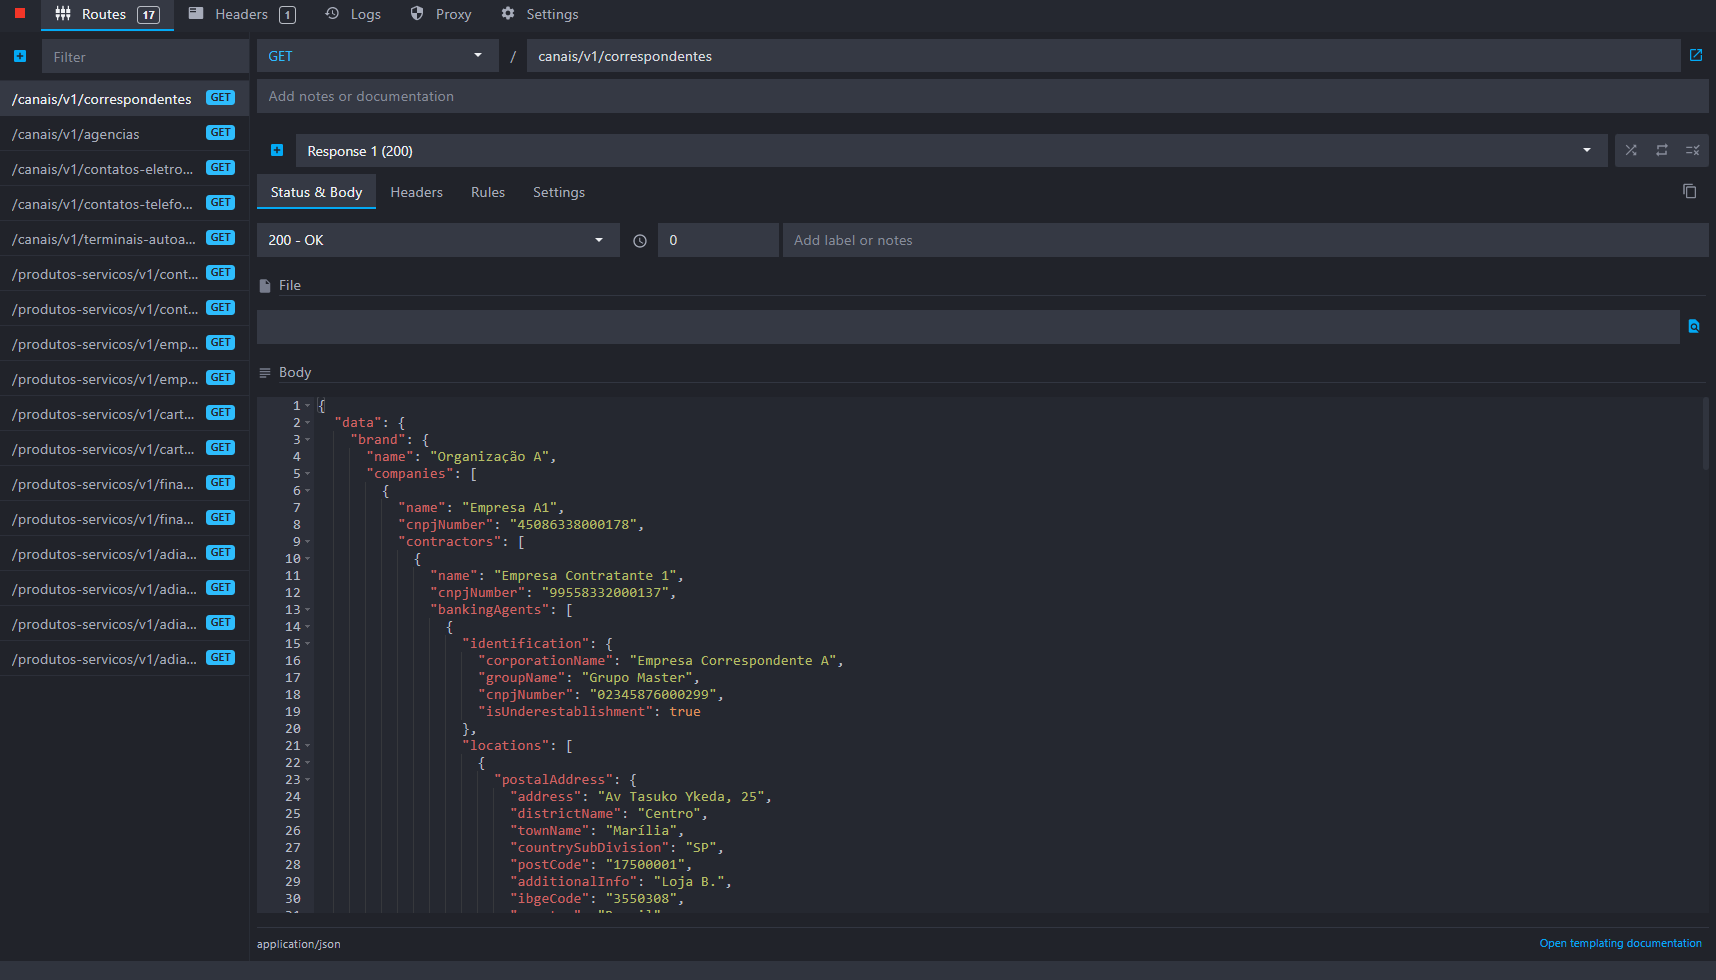 Routes 17 Headers 1 Logs Proxy Settings
Filter
GET / canais/v1/correspondentes
Add notes or documentation
/canais/v1/correspondentes GET
/canais/v1/agencias GET
/canais/v1/contatos-eletro... GET
/canais/v1/contatos-telefo... GET
/canais/v1/terminais-autoa... GET
/produtos-servicos/v1/cont... GET
/produtos-servicos/v1/cont... GET
/produtos-servicos/v1/emp... GET
/produtos-servicos/v1/emp... GET
/produtos-servicos/v1/cart... GET
/produtos-servicos/v1/cart... GET
/produtos-servicos/v1/fina... GET
/produtos-servicos/v1/fina... GET
/produtos-servicos/v1/adia... GET
/produtos-servicos/v1/adia... GET
/produtos-servicos/v1/adia... GET
/produtos-servicos/v1/adia... GET
Response 1 (200)
Status & Body Headers Rules Settings
200 - OK 0 Add label or notes
File
Body
1 {
2 "data": {
3 "brand": {
4 "name": "Organização A",
5 "companies": [
6 {
7 "name": "Empresa A1",
8 "cnpjNumber": "45086338000178",
9 "contractors": [
10 {
11 "name": "Empresa Contratante 1",
12 "cnpjNumber": "99558332000137",
13 "bankingAgents": [
14 {
15 "identification": {
16 "corporationName": "Empresa Correspondente A",
17 "groupName": "Grupo Master",
18 "cnpjNumber": "02345876000299",
19 "isUnderestablishment": true
20 },
21 "locations": [
22 {
23 "postalAddress": {
24 "address": "Av Tasuko Ykeda, 25",
25 "districtName": "Centro",
26 "townName": "Marília",
27 "countrySubDivision": "SP",
28 "postCode": "17500001",
29 "additionalInfo": "Loja B.",
30 "ibgeCode": "3550308",
application/json
Open templating documentation